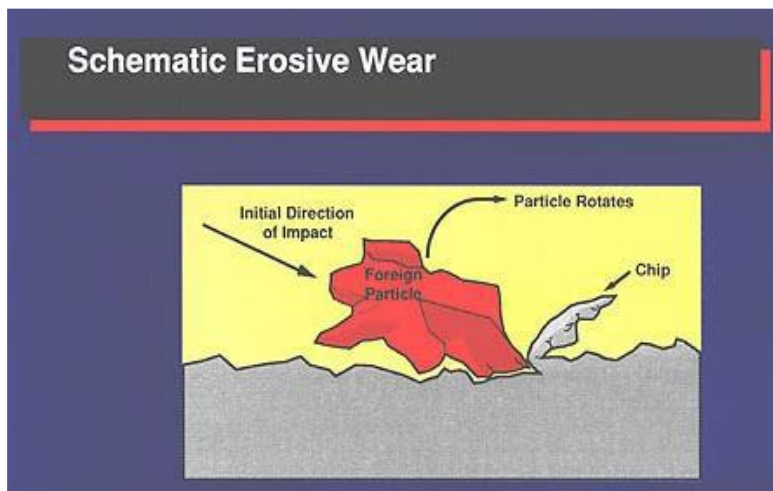 Schematic Erosive Wear
Initial Direction
of Impact
Particle Rotates
Foreign
Particle
Chip